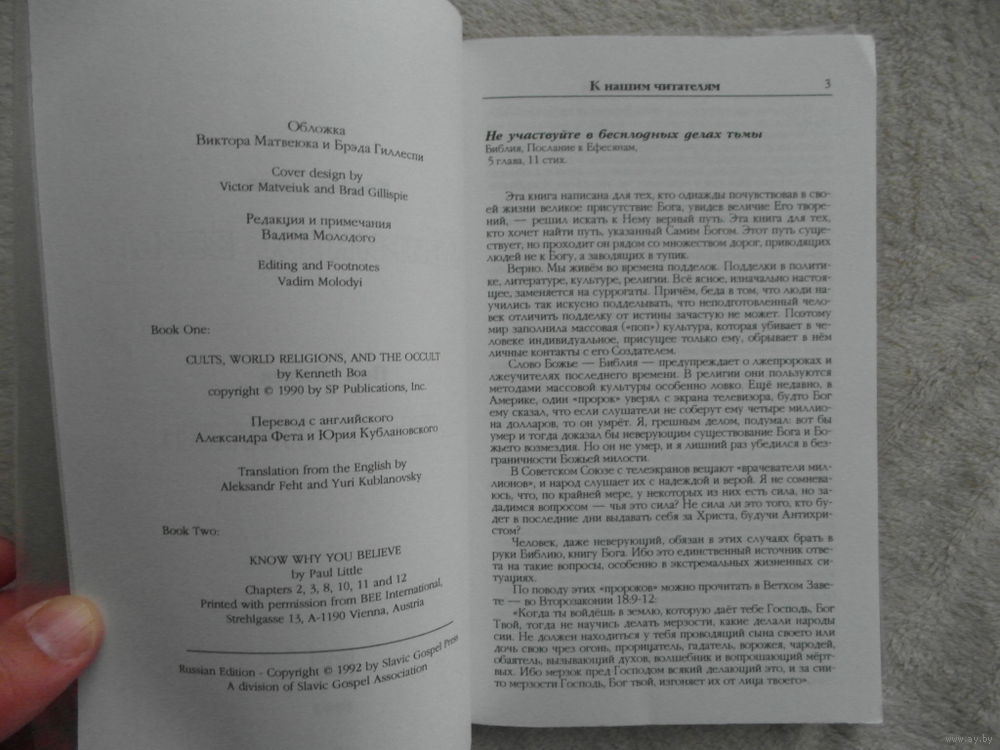 Обложка
Виктора Матвеюка и Брэда Гиллеспи
Cover design by
Victor Matveiuk and Brad Gillispie
Редакция и примечания
Вадима Молодого
Editing and Footnotes
Vadim Molodyi
Book One:
CULTS, WORLD RELIGIONS, AND THE OCCULT
by Kenneth Boa
copyright © 1990 by SP Publications, Inc.
Перевод с английского
Александра Фета и Юрия Кублановского
Translation from the English by
Aleksandr Feht and Yuri Kublanovsky
Book Two:
KNOW WHY YOU BELIEVE
by Paul Little
Chapters 2, 3, 8, 10, 11 and 12
Printed with permission from BEE International,
Strehlgasse 13, A-1190 Vienna, Austria
Russian Edition - Copyright © 1992 by Slavic Gospel Press
A division of Slavic Gospel Association
К нашим читателям
3
Не участвуйте в бесплодных делах тьмы
Библия, Послание к Ефесянам,
5 глава, 11 стих.
Эта книга написана для тех, кто однажды почувствовав в сво-
ей жизни великое присутствие Бога, увидев величие Его творе-
ний, — решил искать к Нему верный путь. Эта книга для тех,
кто хочет найти путь, указанный Самим Богом. Этот путь суще-
ствует, но проходит он рядом со множеством дорог, приводящих
людей не к Богу, а заводящих в тупик.
Верно. Мы живём во времена подделок. Подделки в полити-
ке, литературе, культуре, религии. Всё ясное, изначально настоя-
щее, заменяется на суррогаты. Причём, беда в том, что люди на-
учились так искусно подделывать, что неподготовленный чело-
век отличить подделку от истины зачастую не может. Поэтому
мир заполнила массовая («поп») культура, которая убивает в че-
ловеке индивидуальное, присущее только ему, обрывает в нём
личные контакты с его Создателем.
Слово Божье — Библия — предупреждает о лжепророках и
лжеучителях последнего времени. В религии они пользуются
методами массовой культуры особенно ловко. Ещё недавно, в
Америке, один «пророк» уверял с экрана телевизора, будто Бог
ему сказал, что если слушатели не соберут ему четыре миллио-
на долларов, то он умрёт. Я, грешным делом, подумал: вот бы
умер и тогда доказал бы неверующим существование Бога и Бо-
жьего возмездия. Но он не умер, и я лишний раз убедился в без-
граничности Божьей милости.
В Советском Союзе с телеэкранов вещают «врачеватели мил-
лионов», и народ слушает их с надеждой и верой. Я не сомнева-
юсь, что, по крайней мере, у некоторых из них есть сила, но за-
дадимся вопросом — чья это сила? Не сила ли это того, кто бу-
дет в последние дни выдавать себя за Христа, будучи Антихри-
стом?
Человек, даже неверующий, обязан в этих случаях брать в
руки Библию, книгу Бога. Ибо это единственный источник отве-
та на такие вопросы, особенно в экстремальных жизненных си-
туациях.
По поводу этих «пророков» можно прочитать в Ветхом Заве-
те — во Второзаконии 18:9-12:
«Когда ты войдёшь в землю, которую даёт тебе Господь, Бог
Твой, тогда не научись делать мерзости, какие делали народы
сии. Не должен находиться у тебя проводящий сына своего или
дочь свою чрез огонь, прорицатель, гадатель, ворожея, чародей,
обаятель, вызывающий духов, волшебник и вопрошающий мёрт-
вых. Ибо мерзок пред Господом всякий делающий это, и за сии-
то мерзости Господь, Бог твой, изгоняет их от лица твоего».
www.ay.by